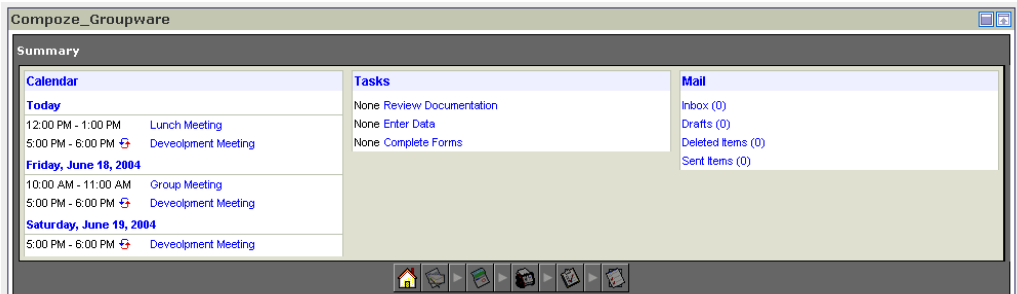 Compoze_Groupware
Summary
Calendar
Today
12:00 PM - 1:00 PM Lunch Meeting
5:00 PM - 6:00 PM Deveolpment Meeting
Friday, June 18, 2004
10:00 AM - 11:00 AM Group Meeting
5:00 PM - 6:00 PM Deveolpment Meeting
Saturday, June 19, 2004
5:00 PM - 6:00 PM Deveolpment Meeting
Tasks
None Review Documentation
None Enter Data
None Complete Forms
Mail
Inbox (0)
Drafts (0)
Deleted Items (0)
Sent Items (0)